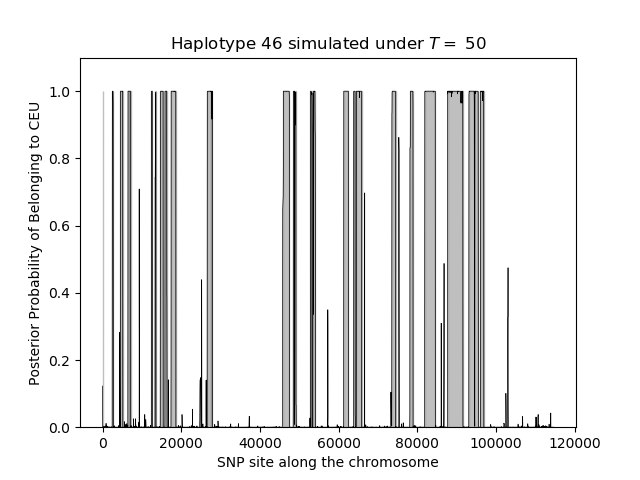 Haplotype 46 simulated under T = 50
Posterior Probability of Belonging to CEU
1.0
0.8
0.6
0.4
0.2
0.0
0 20000 40000 60000 80000 100000 120000
SNP site along the chromosome